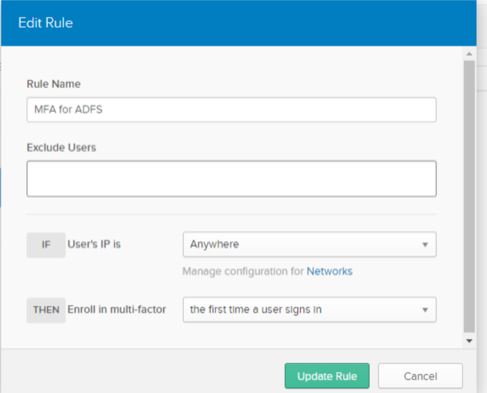 Edit Rule
Rule Name
MFA for ADFS
Exclude Users
IF User's IP is Anywhere
Manage configuration for Networks
THEN Enroll in multi-factor the first time a user signs in
Update Rule Cancel